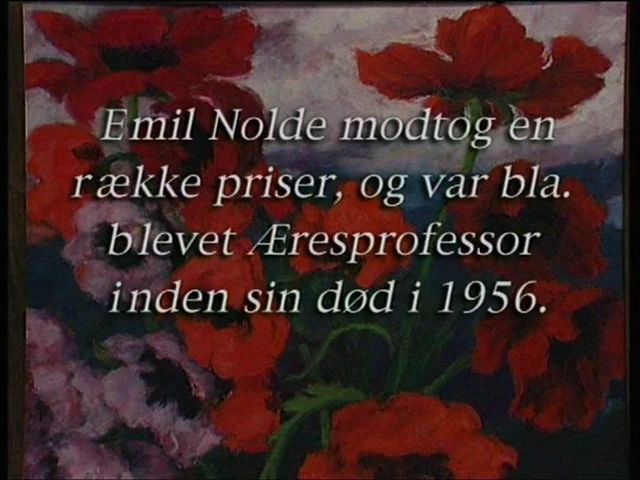 Emil Nolde modtog en
række priser, og var bla.
blevet Æresprofessor
inden sin død i 1956.